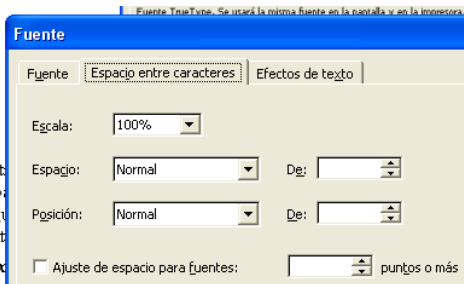 Fuente TrueType. Se usará la misma fuente en la pantalla y en la impresora.
Fuente
Fuente Espacio entre caracteres Efectos de texto
Escala: 100%
Espacio: Normal De:
Posición: Normal De:
Ajuste de espacio para fuentes: puntos o más